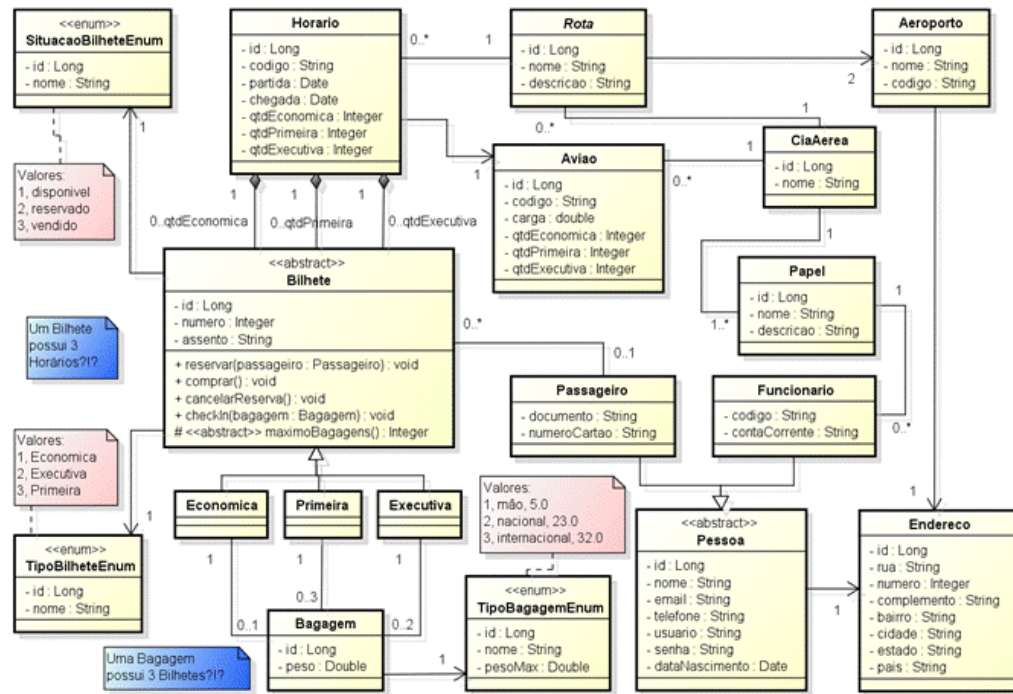 <<enum>>
SituacaoBilheteEnum
- id : Long
- nome : String
Valores:
1, disponivel
2, reservado
3, vendido
1
Horario
- id : Long
- codigo : String
- partida : Date
- chegada : Date
- qtdEconomica : Integer
- qtdPrimeira : Integer
- qtdExecutiva : Integer
0..*
1
Rota
- id : Long
- nome : String
- descricao : String
2
Aeroporto
- id : Long
- nome : String
- codigo : String
0..*
1
CiaAerea
- id : Long
- nome : String
1
Aviao
- id : Long
- codigo : String
- carga : double
- qtdEconomica : Integer
- qtdPrimeira : Integer
- qtdExecutiva : Integer
0..*
1
1
1
1
1
0..qtdEconomica
0..qtdPrimeira
0..qtdExecutiva
1
1..*
Papel
- id : Long
- nome : String
- descricao : String
1
0..*
<<abstract>>
Bilhete
- id : Long
- numero : Integer
- assento : String
+ reservar(passageiro : Passageiro) : void
+ comprar() : void
+ cancelarReserva() : void
+ checkIn(bagagem : Bagagem) : void
# <<abstract>> maximoBagagens() : Integer
0..*
0..1
Um Bilhete
possui 3
Horários?!?
Passageiro
- documento : String
- numeroCartao : String
Funcionario
- codigo : String
- contaCorrente : String
Valores:
1, Economica
2, Executiva
3, Primeira
1
<<enum>>
TipoBilheteEnum
- id : Long
- nome : String
Economica
Primeira
Executiva
1
1
1
0..1
0..3
0..2
Valores:
1, mão, 5.0
2, nacional, 23.0
3, internacional, 32.0
Bagagem
- id : Long
- peso : Double
1
<<enum>>
TipoBagagemEnum
- id : Long
- nome : String
- pesoMax : Double
Uma Bagagem
possui 3 Bilhetes?!?
<<abstract>>
Pessoa
- id : Long
- nome : String
- email : String
- telefone : String
- usuario : String
- senha : String
- dataNascimento : Date
1
1
Endereco
- id : Long
- rua : String
- numero : Integer
- complemento : String
- bairro : String
- cidade : String
- estado : String
- pais : String